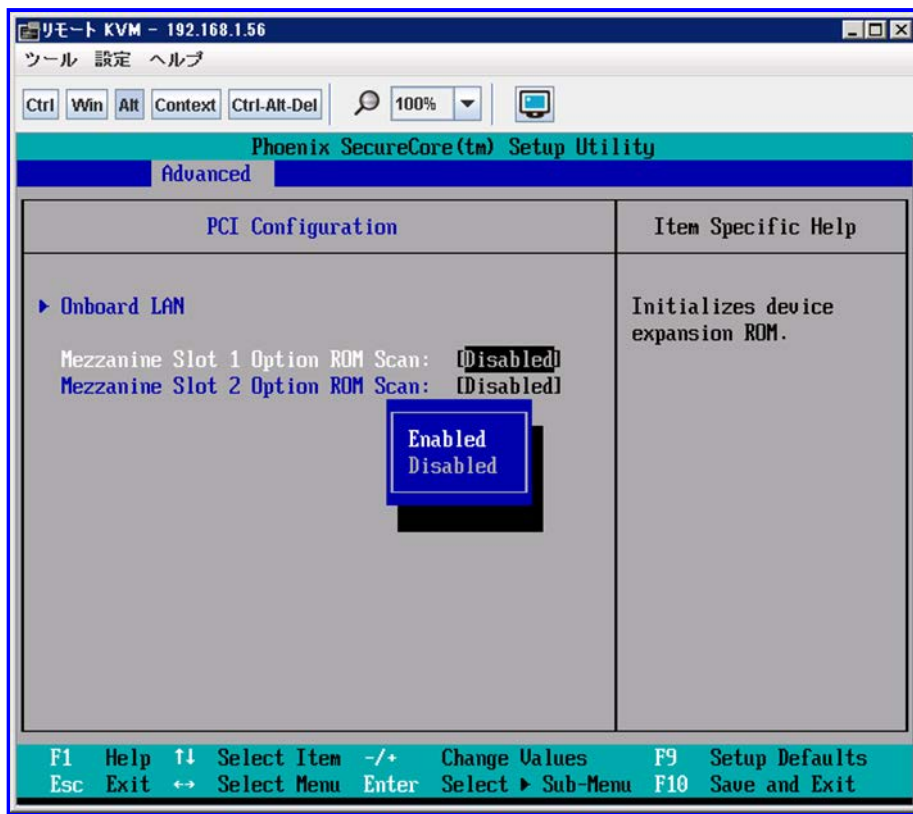 リモート KVM - 192.168.1.56
ツール 設定 ヘルプ
Ctrl Win Alt Context Ctrl-Alt-Del 100%
Phoenix SecureCore(tm) Setup Utility
Advanced
PCI Configuration
Item Specific Help
▶ Onboard LAN
Mezzanine Slot 1 Option ROM Scan: [Disabled]
Mezzanine Slot 2 Option ROM Scan: [Disabled]
Enabled
Disabled
Initializes device
expansion ROM.
F1 Help ↑↓ Select Item -/+ Change Values F9 Setup Defaults
Esc Exit ↔ Select Menu Enter Select ▶ Sub-Menu F10 Save and Exit